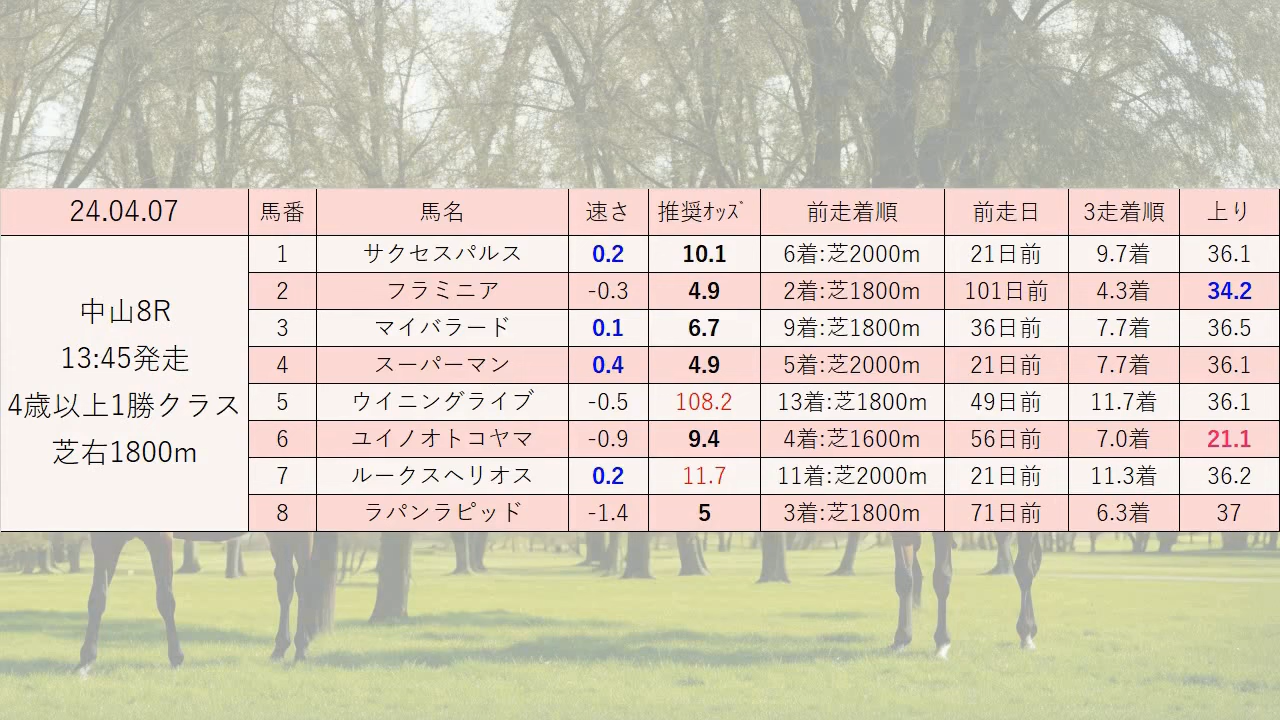 24.04.07 馬番 馬名 速さ 推奨ｵｯｽﾞ 前走着順 前走日 3走着順 上り
中山8R
13:45発走
4歳以上1勝クラス
芝右1800m
1 サクセスパルス 0.2 10.1 6着:芝2000m 21日前 9.7着 36.1
2 フラミニア -0.3 4.9 2着:芝1800m 101日前 4.3着 34.2
3 マイバラード 0.1 6.7 9着:芝1800m 36日前 7.7着 36.5
4 スーパーマン 0.4 4.9 5着:芝2000m 21日前 7.7着 36.1
5 ウイニングライブ -0.5 108.2 13着:芝1800m 49日前 11.7着 36.1
6 ユイノオトコヤマ -0.9 9.4 4着:芝1600m 56日前 7.0着 21.1
7 ルークスヘリオス 0.2 11.7 11着:芝2000m 21日前 11.3着 36.2
8 ラパンラピッド -1.4 5 3着:芝1800m 71日前 6.3着 37